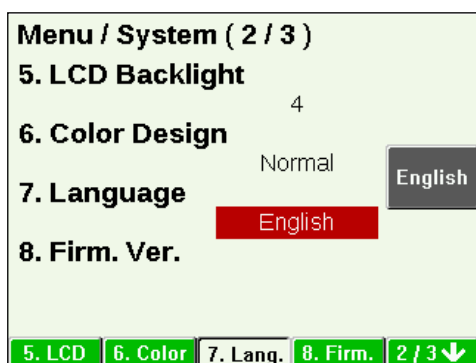 Menu / System ( 2 / 3 )
5. LCD Backlight
4
6. Color Design
Normal
English
7. Language
English
8. Firm. Ver.
5. LCD 6. Color 7. Lang. 8. Firm. 2 / 3